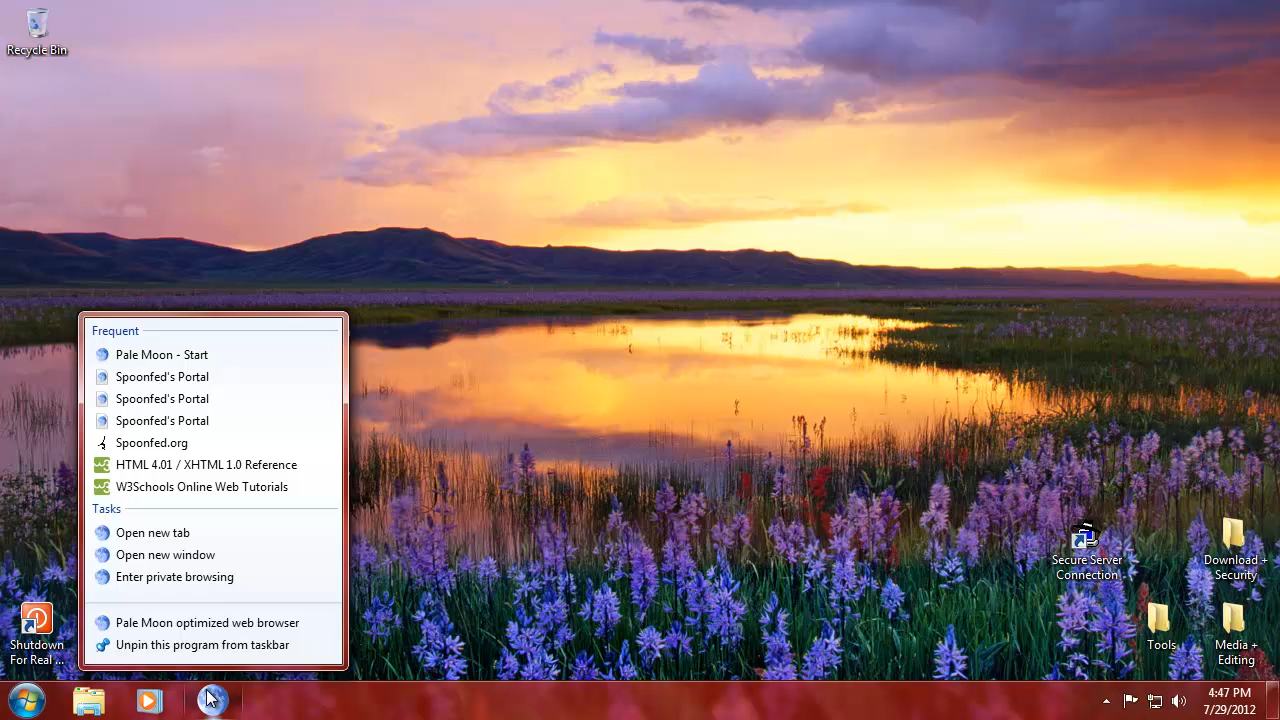 Recycle Bin
Frequent
Pale Moon - Start
Spoonfed's Portal
Spoonfed's Portal
Spoonfed's Portal
Spoonfed.org
HTML 4.01 / XHTML 1.0 Reference
W3Schools Online Web Tutorials
Tasks
Open new tab
Open new window
Enter private browsing
Pale Moon optimized web browser
Unpin this program from taskbar
Shutdown
For Real ...
Secure Server
Connection
Download +
Security
Tools
Media +
Editing
4:47 PM
7/29/2012